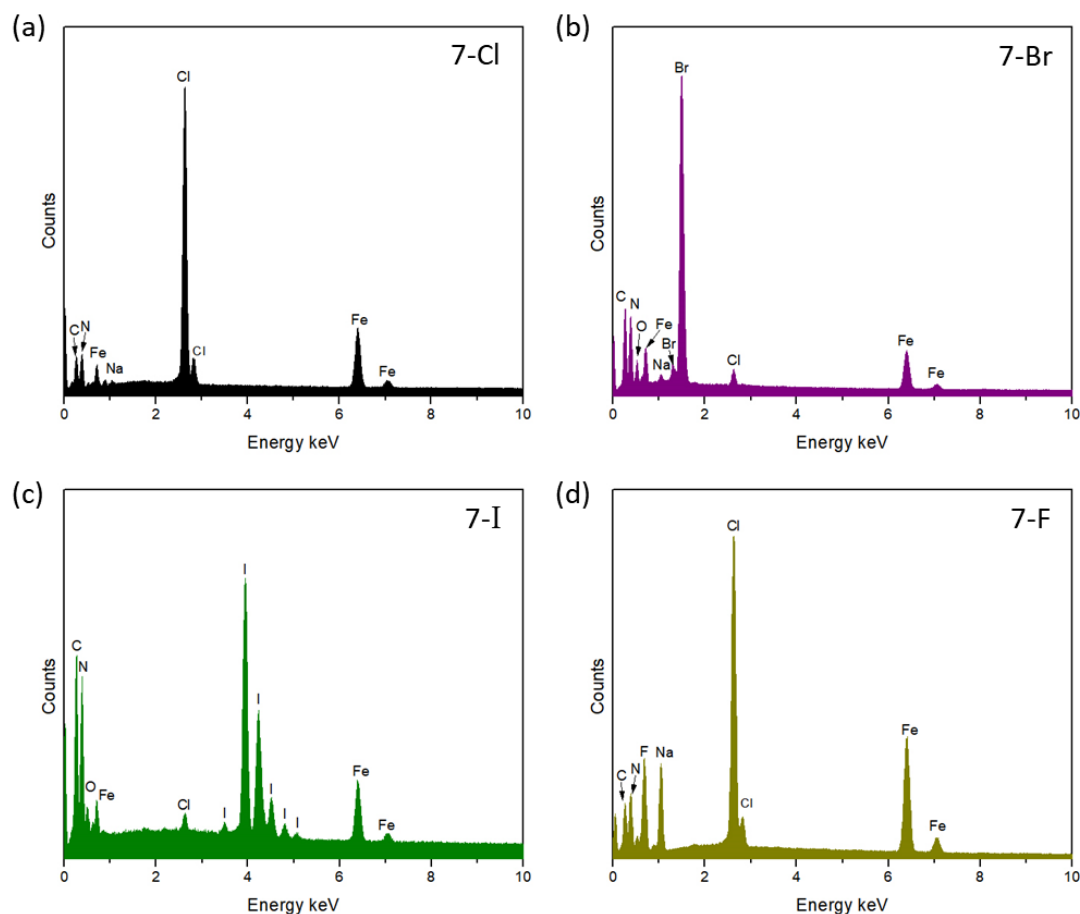 (a)
7-Cl
Counts
Cl
C
N
Fe
Na
Cl
Fe
Fe
0 2 4 6 8 10
Energy keV
(b)
7-Br
Counts
Br
C
N
O
Fe
Na
Br
Cl
Fe
Fe
0 2 4 6 8 10
Energy keV
(c)
7-I
Counts
C
N
O
Fe
Cl
I
I
I
I
I
I
Fe
Fe
0 2 4 6 8 10
Energy keV
(d)
7-F
Counts
C
N
F
Na
Cl
Cl
Fe
Fe
0 2 4 6 8 10
Energy keV